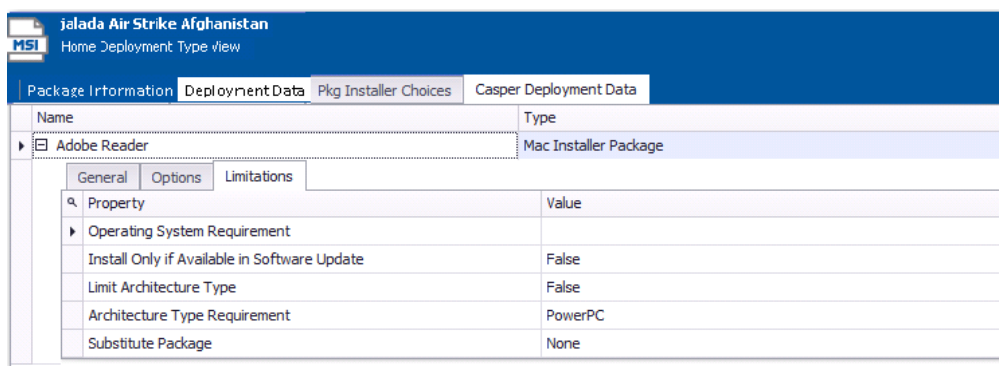 jalada Air Strike Afghanistan
MSI
Home Deployment Type View
Package Information Deployment Data Pkg Installer Choices Casper Deployment Data
Name Type
Adobe Reader Mac Installer Package
General Options Limitations
Property Value
Operating System Requirement
Install Only if Available in Software Update False
Limit Architecture Type False
Architecture Type Requirement PowerPC
Substitute Package None